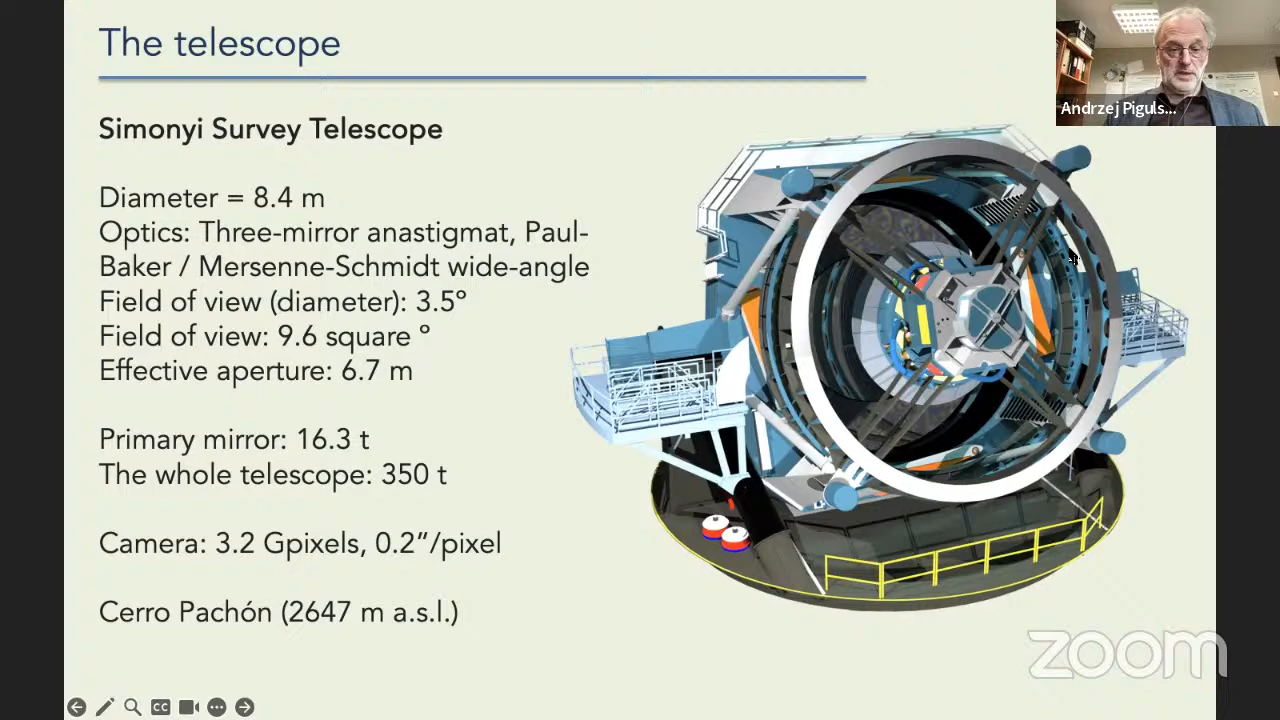 The telescope
Andrzej Piguls...
Simonyi Survey Telescope
Diameter = 8.4 m
Optics: Three-mirror anastigmat, Paul-
Baker / Mersenne-Schmidt wide-angle
Field of view (diameter): 3.5º
Field of view: 9.6 square º
Effective aperture: 6.7 m
Primary mirror: 16.3 t
The whole telescope: 350 t
Camera: 3.2 Gpixels, 0.2”/pixel
Cerro Pachón (2647 m a.s.l.)
zoom
CC